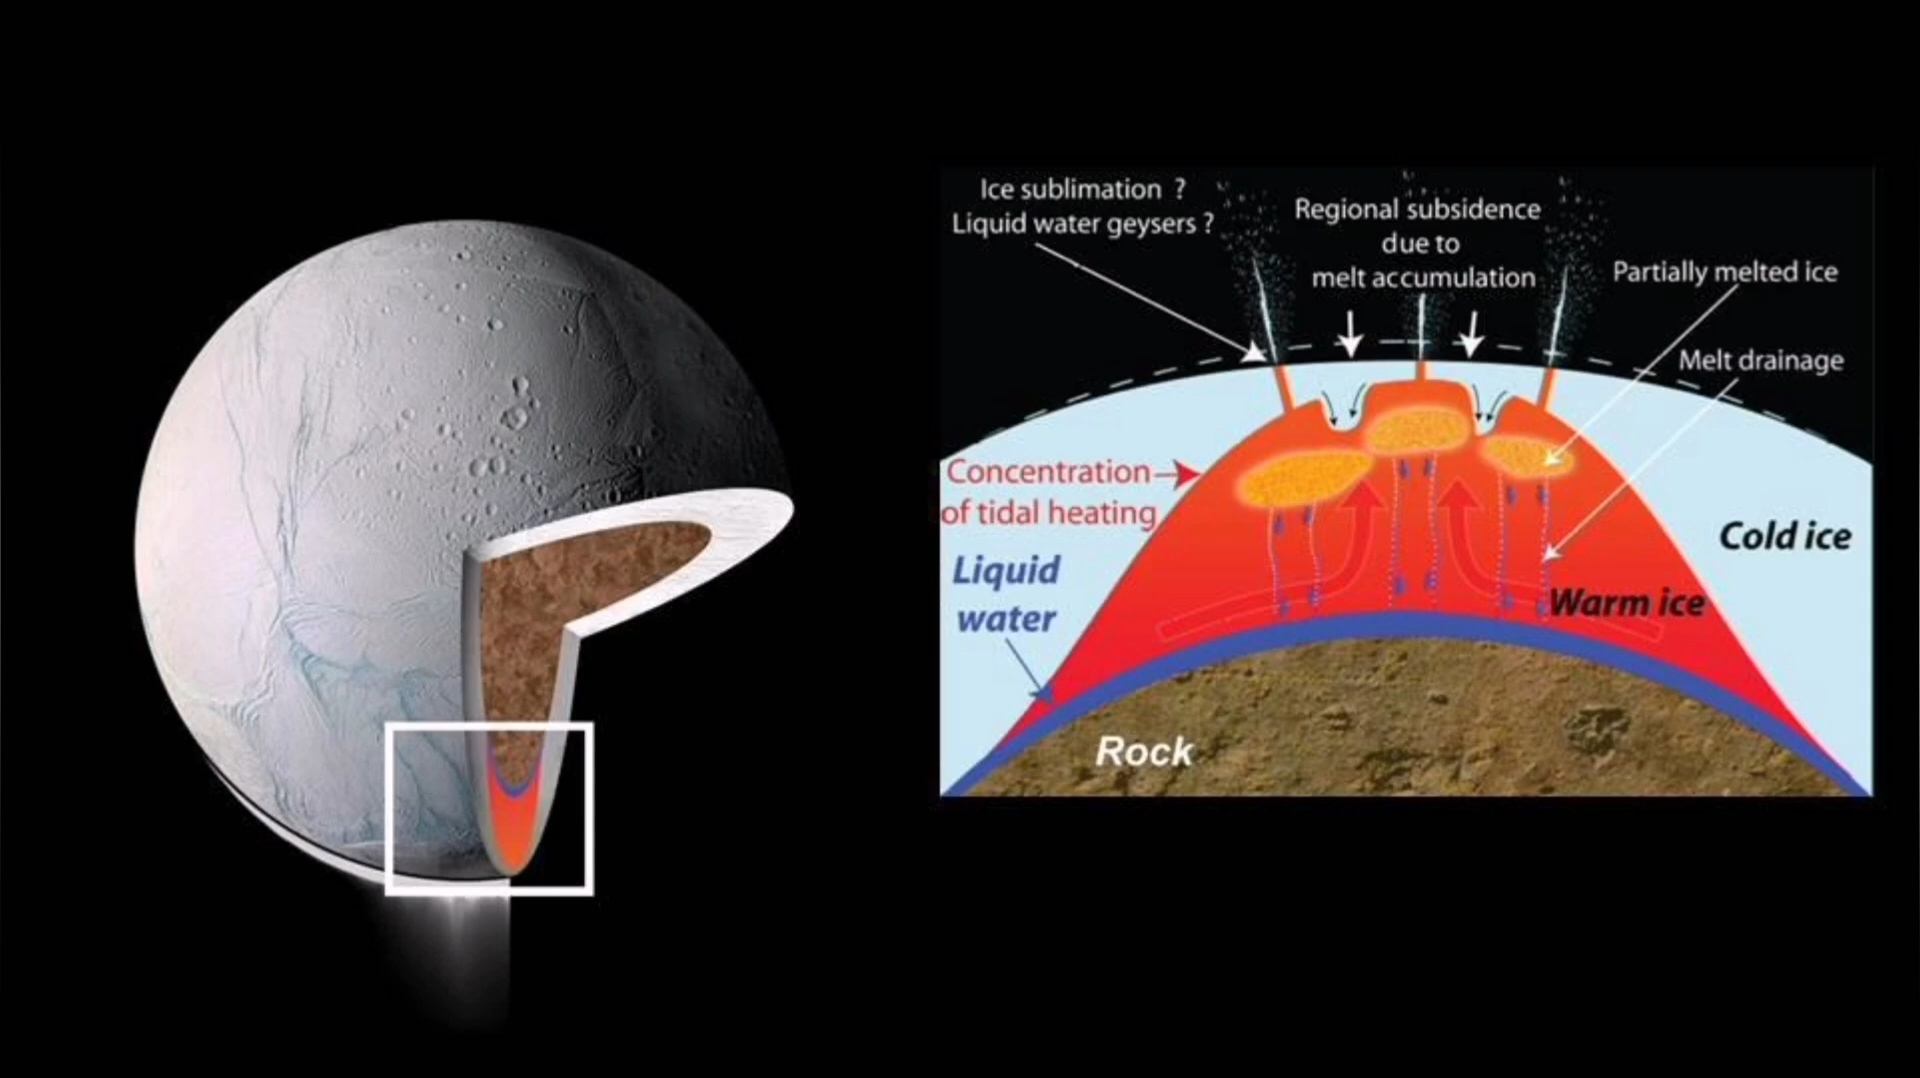 Ice sublimation ?
Liquid water geysers ?
Regional subsidence
due to
melt accumulation
Partially melted ice
Melt drainage
Concentration
of tidal heating
Liquid
water
Cold ice
Warm ice
Rock